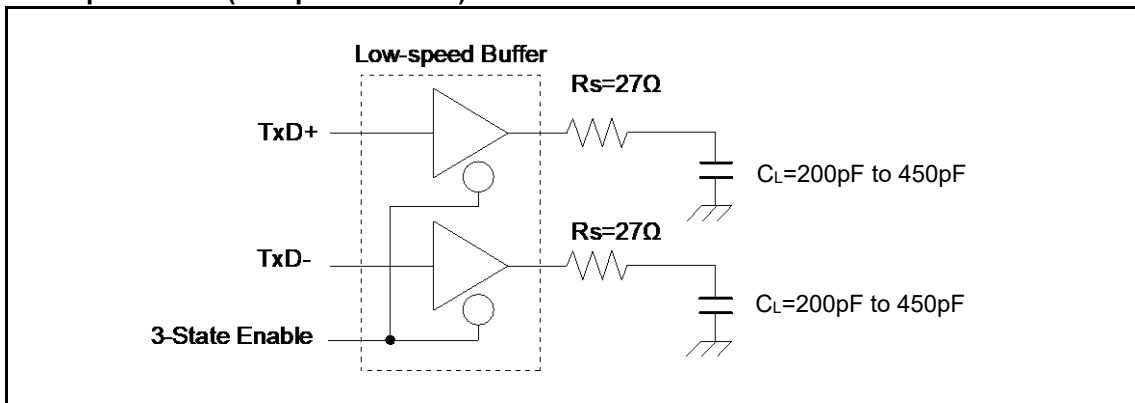 Low-speed Buffer
Rs=27Ω
TxD+
CL=200pF to 450pF
Rs=27Ω
TxD-
CL=200pF to 450pF
3-State Enable